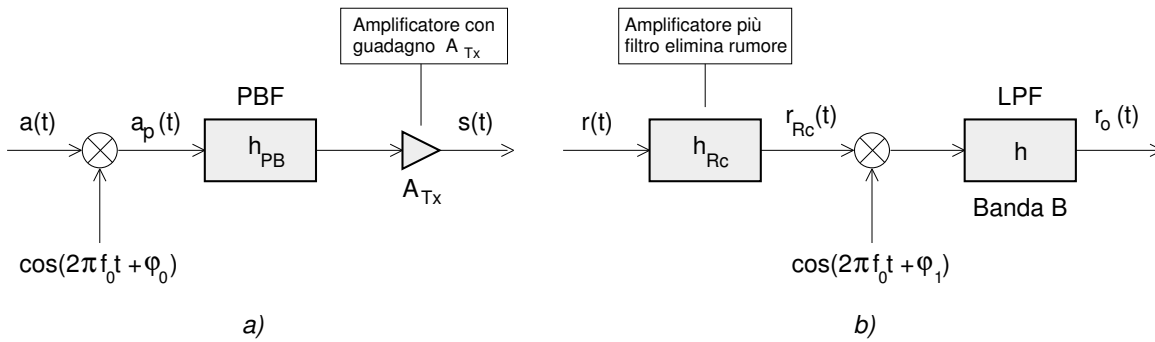 Amplificatore con
guadagno A_Tx
PBF
a(t)
a_p(t)
h_PB
s(t)
A_Tx
cos(2πf_0t+φ_0)
a)
Amplificatore più
filtro elimina rumore
LPF
r(t)
h_Rc
r_Rc(t)
h
r_o(t)
Banda B
cos(2πf_0t+φ_1)
b)